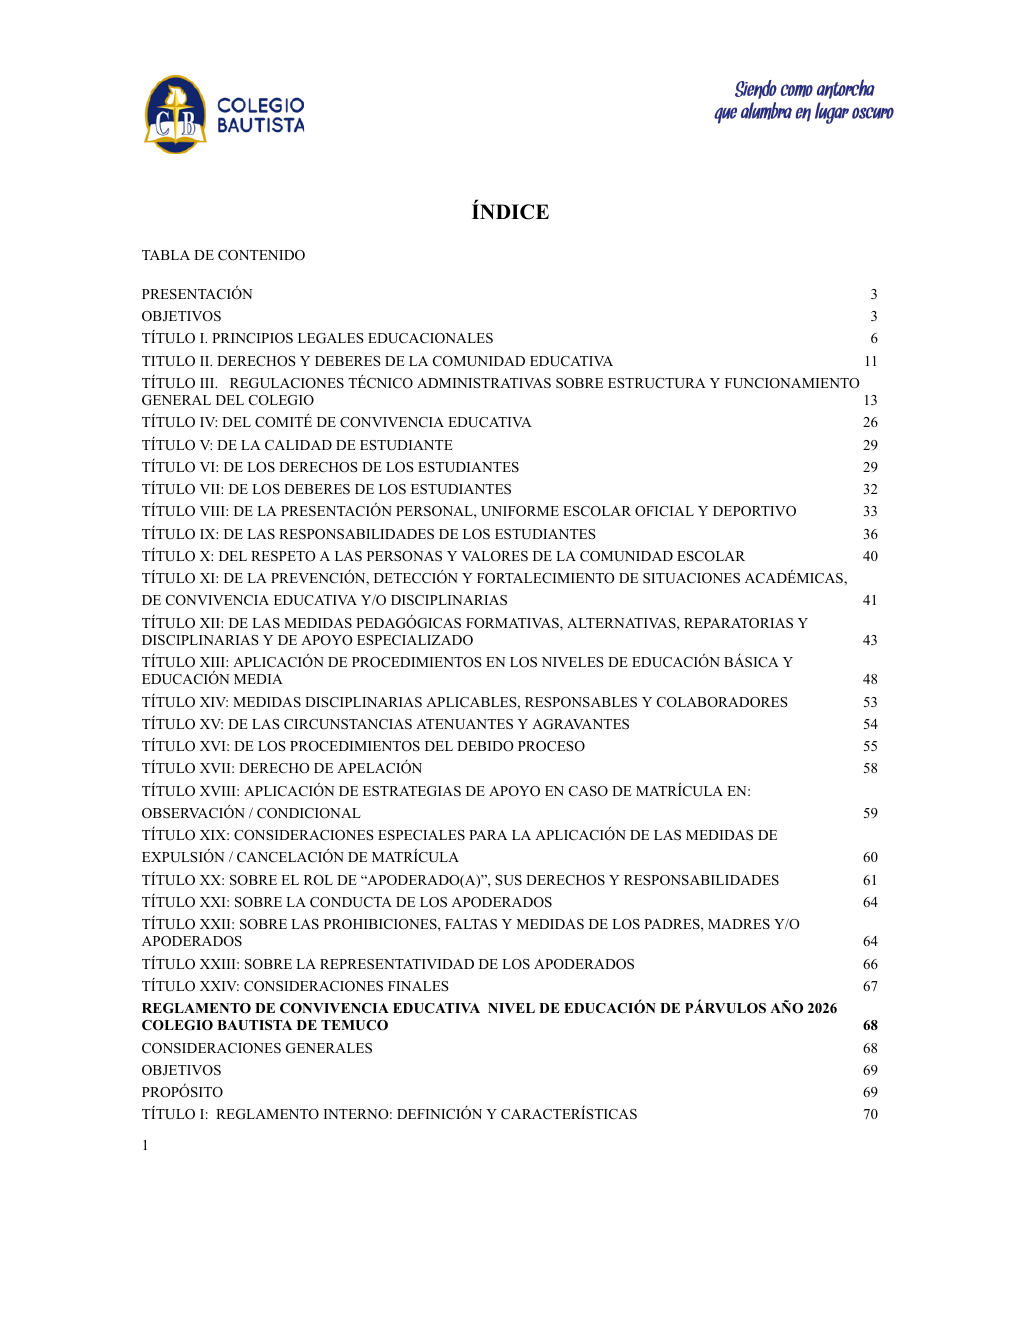 CB
COLEGIO
BAUTISTA
Siendo como antorcha
que alumbra en lugar oscuro
ÍNDICE
TABLA DE CONTENIDO
PRESENTACIÓN 3
OBJETIVOS 3
TÍTULO I. PRINCIPIOS LEGALES EDUCACIONALES 6
TITULO II. DERECHOS Y DEBERES DE LA COMUNIDAD EDUCATIVA 11
TÍTULO III. REGULACIONES TÉCNICO ADMINISTRATIVAS SOBRE ESTRUCTURA Y FUNCIONAMIENTO
GENERAL DEL COLEGIO 13
TÍTULO IV: DEL COMITÉ DE CONVIVENCIA EDUCATIVA 26
TÍTULO V: DE LA CALIDAD DE ESTUDIANTE 29
TÍTULO VI: DE LOS DERECHOS DE LOS ESTUDIANTES 29
TÍTULO VII: DE LOS DEBERES DE LOS ESTUDIANTES 32
TÍTULO VIII: DE LA PRESENTACIÓN PERSONAL, UNIFORME ESCOLAR OFICIAL Y DEPORTIVO 33
TÍTULO IX: DE LAS RESPONSABILIDADES DE LOS ESTUDIANTES 36
TÍTULO X: DEL RESPETO A LAS PERSONAS Y VALORES DE LA COMUNIDAD ESCOLAR 40
TÍTULO XI: DE LA PREVENCIÓN, DETECCIÓN Y FORTALECIMIENTO DE SITUACIONES ACADÉMICAS,
DE CONVIVENCIA EDUCATIVA Y/O DISCIPLINARIAS 41
TÍTULO XII: DE LAS MEDIDAS PEDAGÓGICAS FORMATIVAS, ALTERNATIVAS, REPARATORIAS Y
DISCIPLINARIAS Y DE APOYO ESPECIALIZADO 43
TÍTULO XIII: APLICACIÓN DE PROCEDIMIENTOS EN LOS NIVELES DE EDUCACIÓN BÁSICA Y
EDUCACIÓN MEDIA 48
TÍTULO XIV: MEDIDAS DISCIPLINARIAS APLICABLES, RESPONSABLES Y COLABORADORES 53
TÍTULO XV: DE LAS CIRCUNSTANCIAS ATENUANTES Y AGRAVANTES 54
TÍTULO XVI: DE LOS PROCEDIMIENTOS DEL DEBIDO PROCESO 55
TÍTULO XVII: DERECHO DE APELACIÓN 58
TÍTULO XVIII: APLICACIÓN DE ESTRATEGIAS DE APOYO EN CASO DE MATRÍCULA EN:
OBSERVACIÓN / CONDICIONAL 59
TÍTULO XIX: CONSIDERACIONES ESPECIALES PARA LA APLICACIÓN DE LAS MEDIDAS DE
EXPULSIÓN / CANCELACIÓN DE MATRÍCULA 60
TÍTULO XX: SOBRE EL ROL DE “APODERADO(A)”, SUS DERECHOS Y RESPONSABILIDADES 61
TÍTULO XXI: SOBRE LA CONDUCTA DE LOS APODERADOS 64
TÍTULO XXII: SOBRE LAS PROHIBICIONES, FALTAS Y MEDIDAS DE LOS PADRES, MADRES Y/O
APODERADOS 64
TÍTULO XXIII: SOBRE LA REPRESENTATIVIDAD DE LOS APODERADOS 66
TÍTULO XXIV: CONSIDERACIONES FINALES 67
REGLAMENTO DE CONVIVENCIA EDUCATIVA NIVEL DE EDUCACIÓN DE PÁRVULOS AÑO 2026
COLEGIO BAUTISTA DE TEMUCO 68
CONSIDERACIONES GENERALES 68
OBJETIVOS 69
PROPÓSITO 69
TÍTULO I: REGLAMENTO INTERNO: DEFINICIÓN Y CARACTERÍSTICAS 70
1